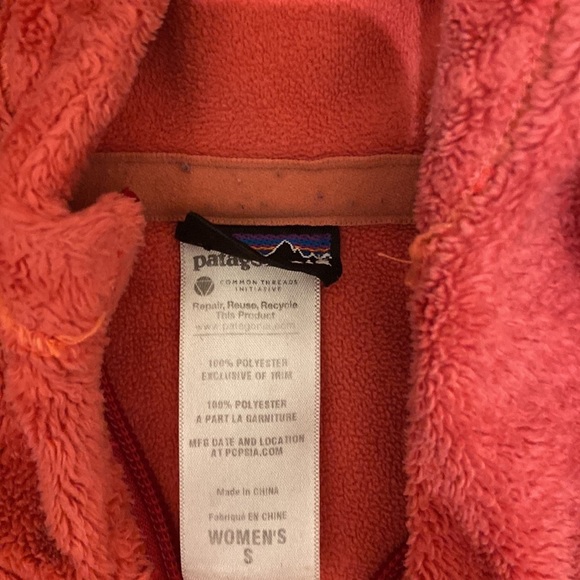 patag
COMMON THREADS
INITIATIVE
Repair, Reuse, Recycle
This Product
www.patagonia.com
100% POLYESTER
EXCLUSIVE OF TRIM
100% POLYESTER
A PART LA GARNITURE
MFG DATE AND LOCATION
AT PCPSIA.COM
Made in CHINA
Fabriqué EN CHINE
WOMEN'S
S